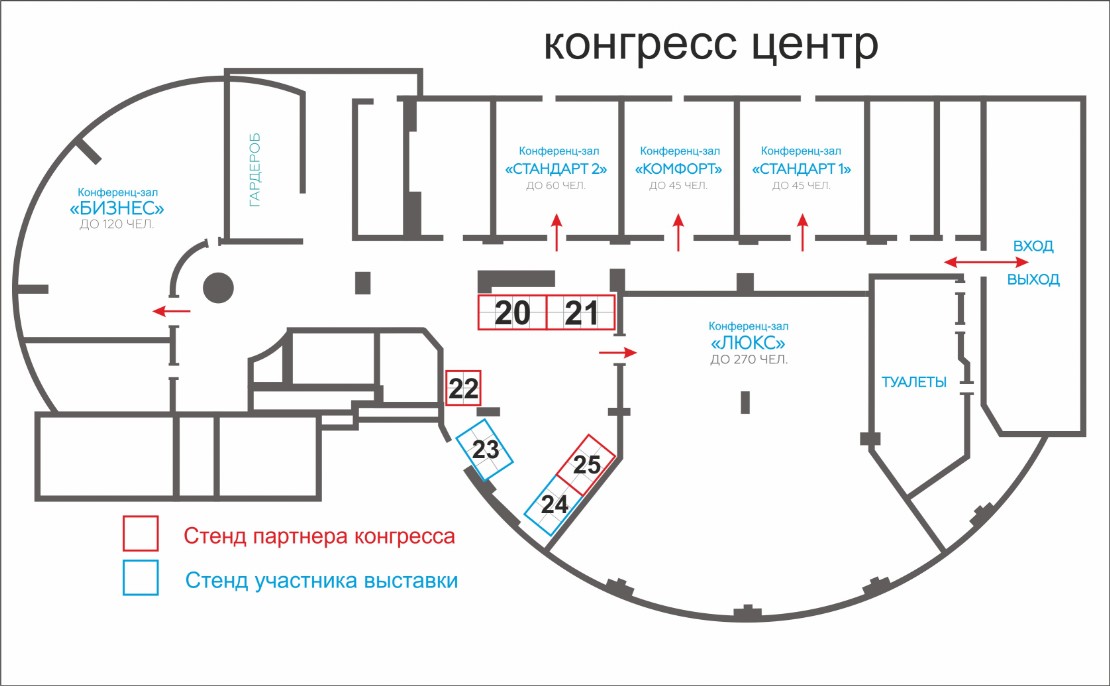 конгресс центр
ГАРДЕРОБ
Конференц-зал
«БИЗНЕС»
ДО 120 ЧЕЛ.
Конференц-зал
«СТАНДАРТ 2»
ДО 60 ЧЕЛ.
Конференц-зал
«КОМФОРТ»
ДО 45 ЧЕЛ.
Конференц-зал
«СТАНДАРТ 1»
ДО 45 ЧЕЛ.
ВХОД
ВЫХОД
20
21
Конференц-зал
«ЛЮКС»
ДО 270 ЧЕЛ.
ТУАЛЕТЫ
22
23
25
24
Стенд партнера конгресса
Стенд участника выставки